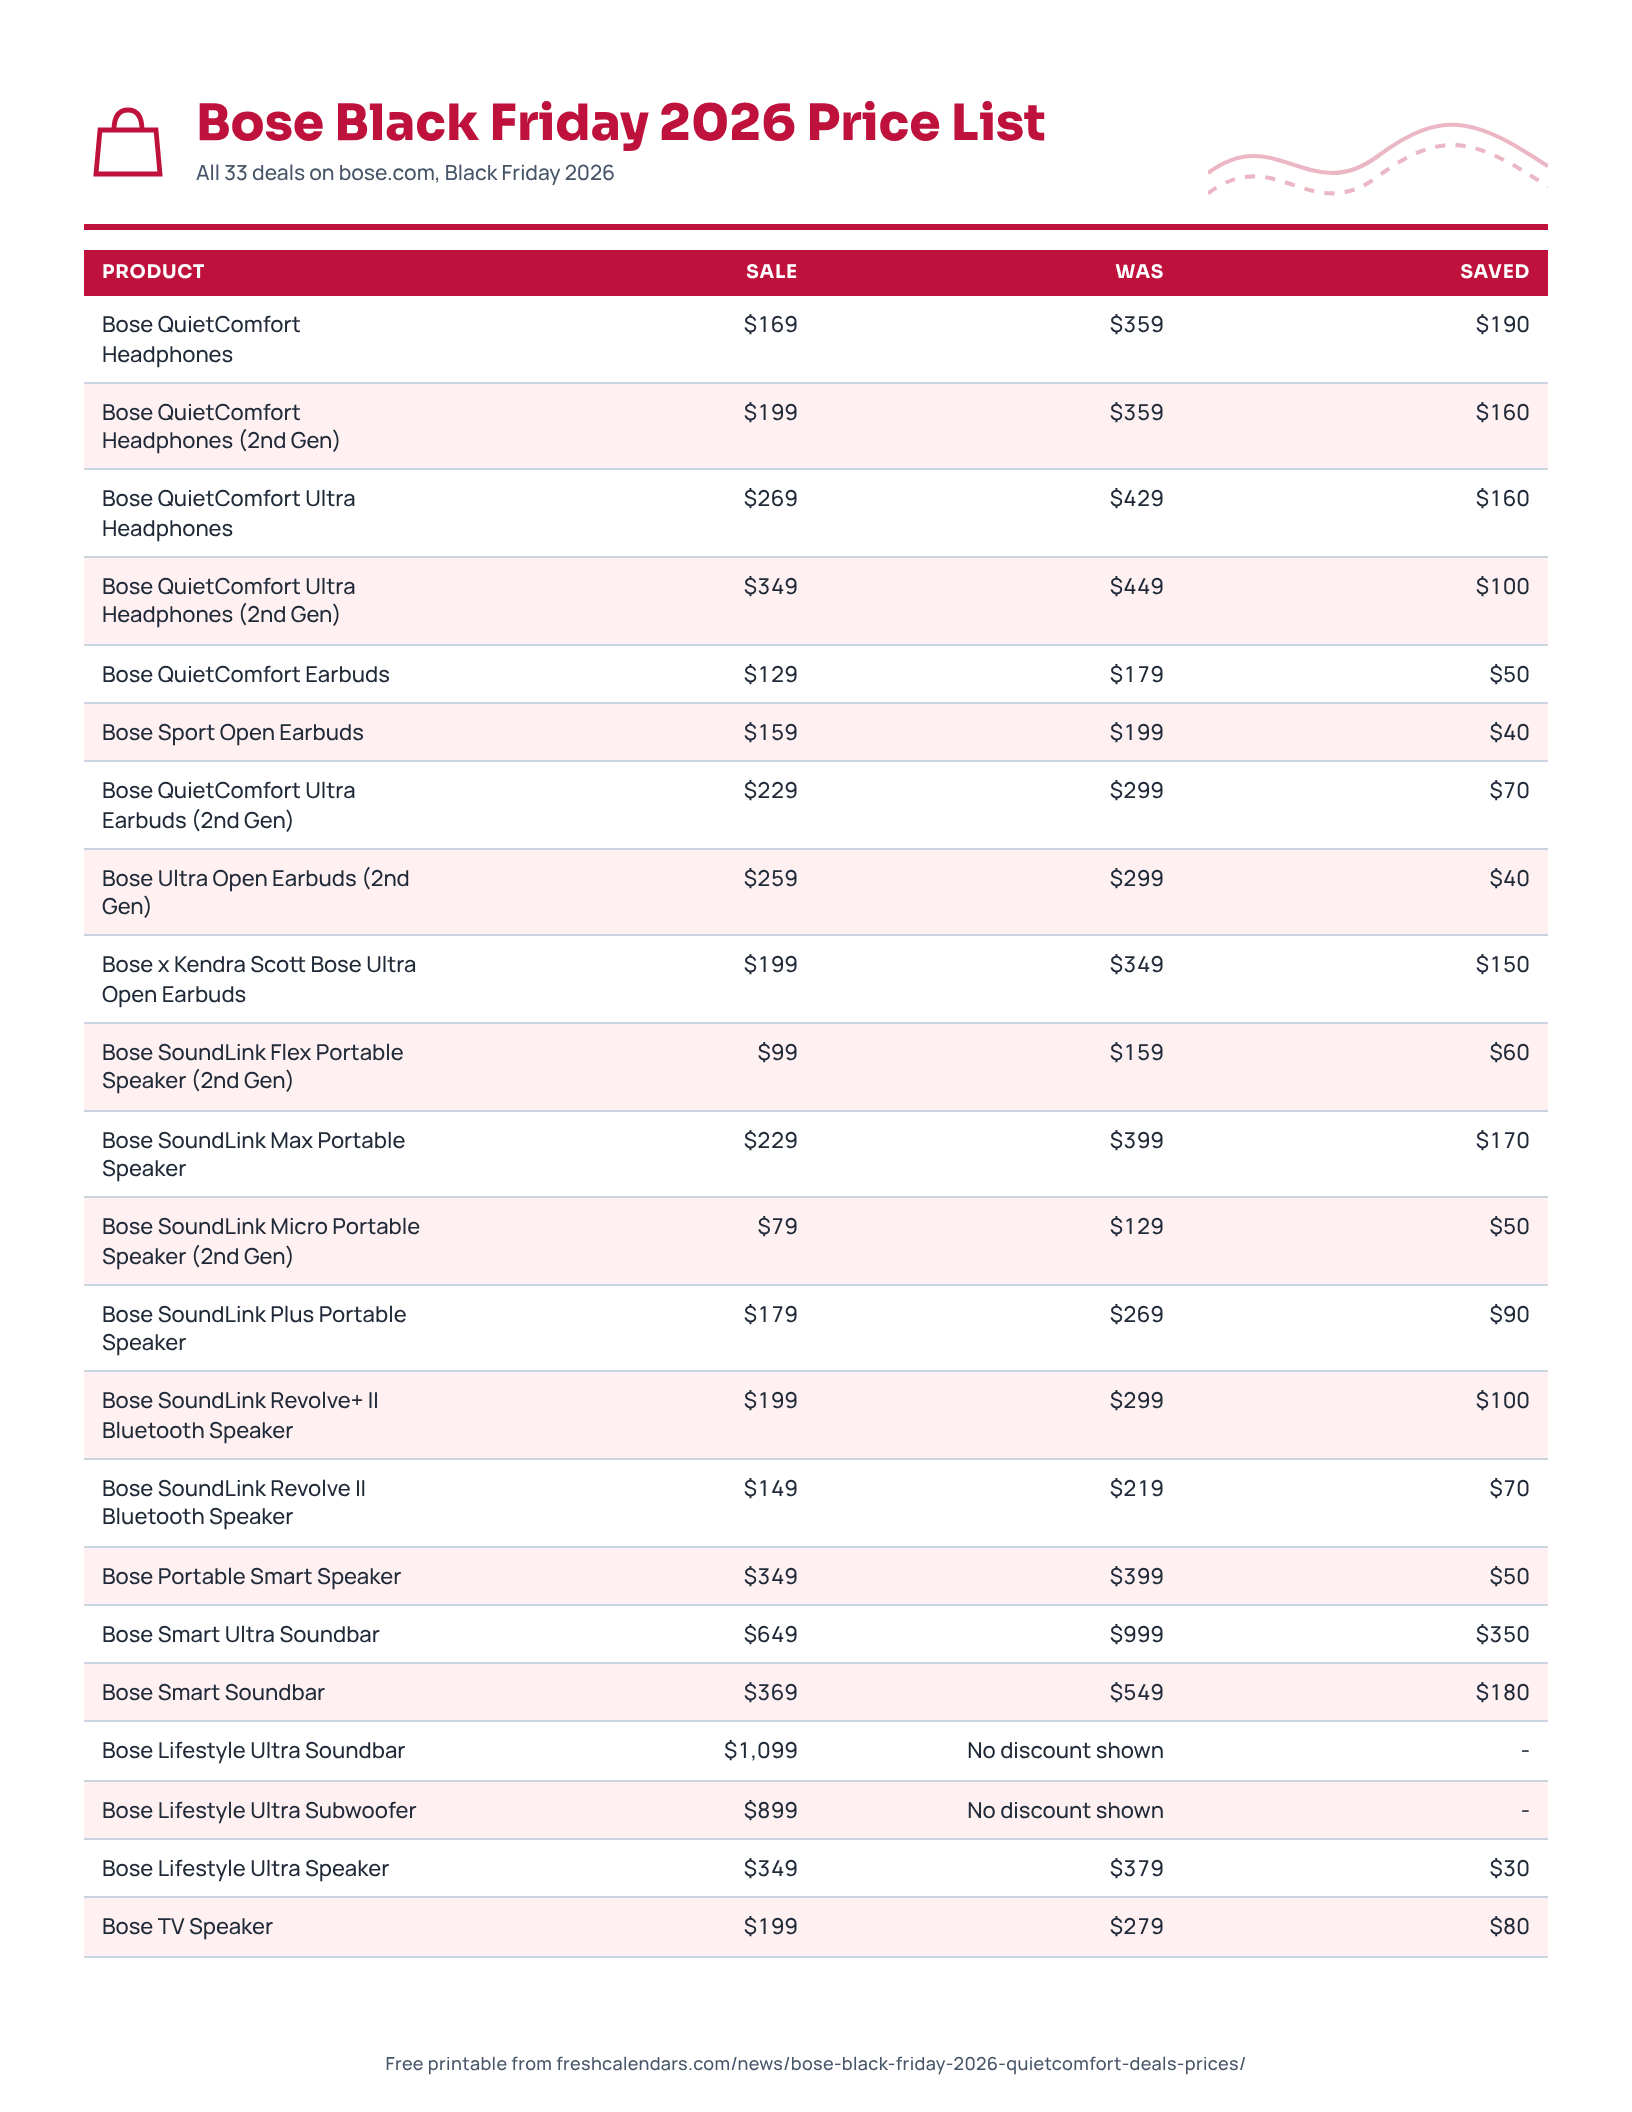 Bose Black Friday 2026 Price List
All 33 deals on bose.com, Black Friday 2026
PRODUCT SALE WAS SAVED
Bose QuietComfort $169 $359 $190
Headphones
Bose QuietComfort $199 $359 $160
Headphones (2nd Gen)
Bose QuietComfort Ultra $269 $429 $160
Headphones
Bose QuietComfort Ultra $349 $449 $100
Headphones (2nd Gen)
Bose QuietComfort Earbuds $129 $179 $50
Bose Sport Open Earbuds $159 $199 $40
Bose QuietComfort Ultra $229 $299 $70
Earbuds (2nd Gen)
Bose Ultra Open Earbuds (2nd $259 $299 $40
Gen)
Bose x Kendra Scott Bose Ultra $199 $349 $150
Open Earbuds
Bose SoundLink Flex Portable $99 $159 $60
Speaker (2nd Gen)
Bose SoundLink Max Portable $229 $399 $170
Speaker
Bose SoundLink Micro Portable $79 $129 $50
Speaker (2nd Gen)
Bose SoundLink Plus Portable $179 $269 $90
Speaker
Bose SoundLink Revolve+ II $199 $299 $100
Bluetooth Speaker
Bose SoundLink Revolve II $149 $219 $70
Bluetooth Speaker
Bose Portable Smart Speaker $349 $399 $50
Bose Smart Ultra Soundbar $649 $999 $350
Bose Smart Soundbar $369 $549 $180
Bose Lifestyle Ultra Soundbar $1,099 No discount shown -
Bose Lifestyle Ultra Subwoofer $899 No discount shown -
Bose Lifestyle Ultra Speaker $349 $379 $30
Bose TV Speaker $199 $279 $80
Free printable from freshcalendars.com/news/bose-black-friday-2026-quietcomfort-deals-prices/